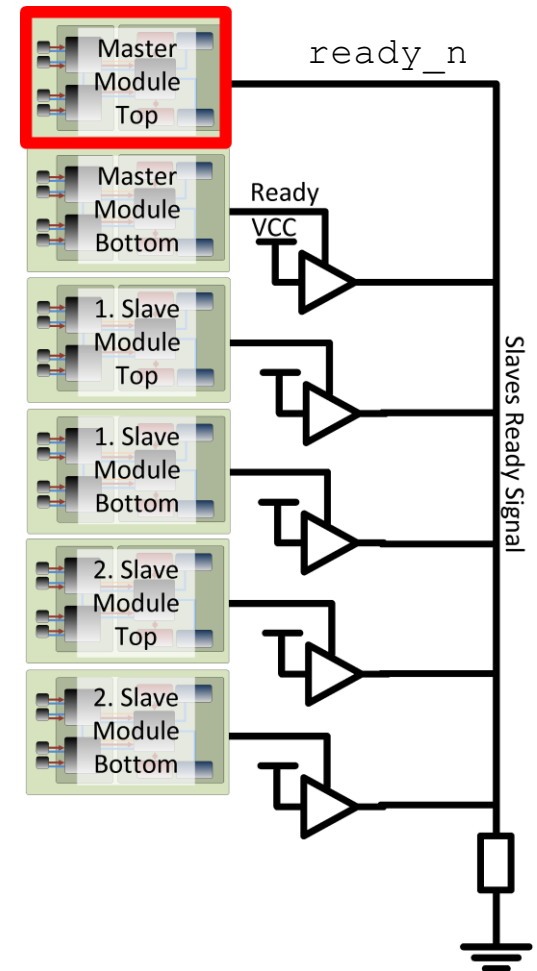 Master
Module
Top
ready_n
Master
Module
Bottom
Ready
VCC
1. Slave
Module
Top
1. Slave
Module
Bottom
2. Slave
Module
Top
2. Slave
Module
Bottom
Slaves Ready Signal